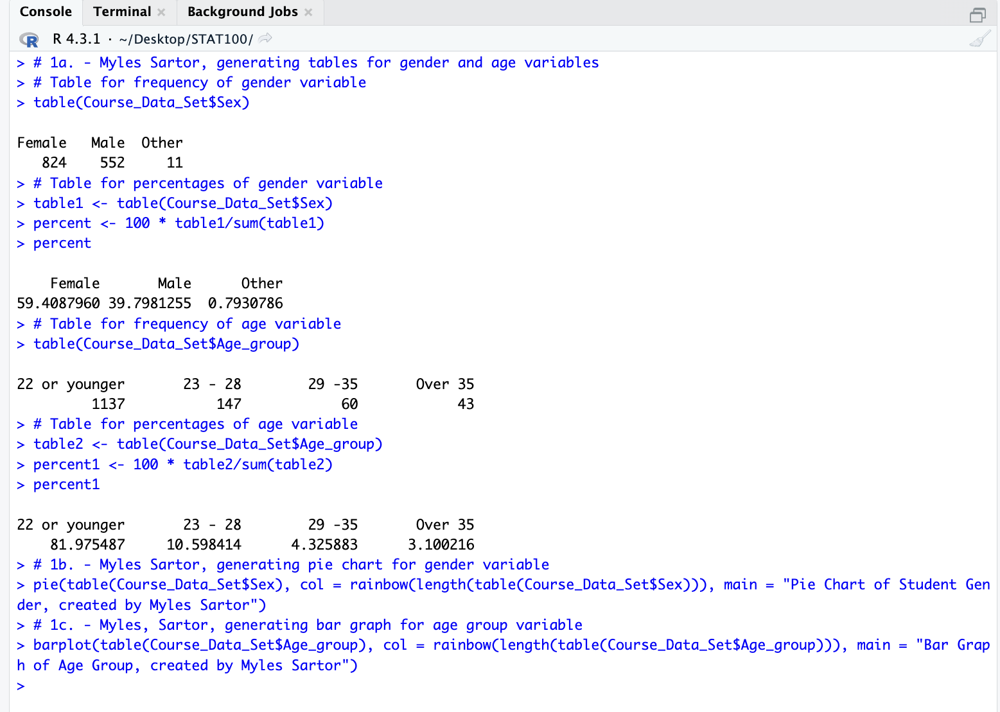 Console Terminal Background Jobs
R 4.3.1 · ~/Desktop/STAT100/
> # 1a. - Myles Sartor, generating tables for gender and age variables
> # Table for frequency of gender variable
> table(Course_Data_Set$Sex)
Female Male Other
824 552 11
> # Table for percentages of gender variable
> table1 <- table(Course_Data_Set$Sex)
> percent <- 100 * table1/sum(table1)
> percent
Female Male Other
59.4087960 39.7981255 0.7930786
> # Table for frequency of age variable
> table(Course_Data_Set$Age_group)
22 or younger 23 - 28 29 -35 Over 35
1137 147 60 43
> # Table for percentages of age variable
> table2 <- table(Course_Data_Set$Age_group)
> percent1 <- 100 * table2/sum(table2)
> percent1
22 or younger 23 - 28 29 -35 Over 35
81.975487 10.598414 4.325883 3.100216
> # 1b. - Myles Sartor, generating pie chart for gender variable
> pie(table(Course_Data_Set$Sex), col = rainbow(length(table(Course_Data_Set$Sex))), main = "Pie Chart of Student Gen
der, created by Myles Sartor")
> # 1c. - Myles, Sartor, generating bar graph for age group variable
> barplot(table(Course_Data_Set$Age_group), col = rainbow(length(table(Course_Data_Set$Age_group))), main = "Bar Grap
h of Age Group, created by Myles Sartor")
>